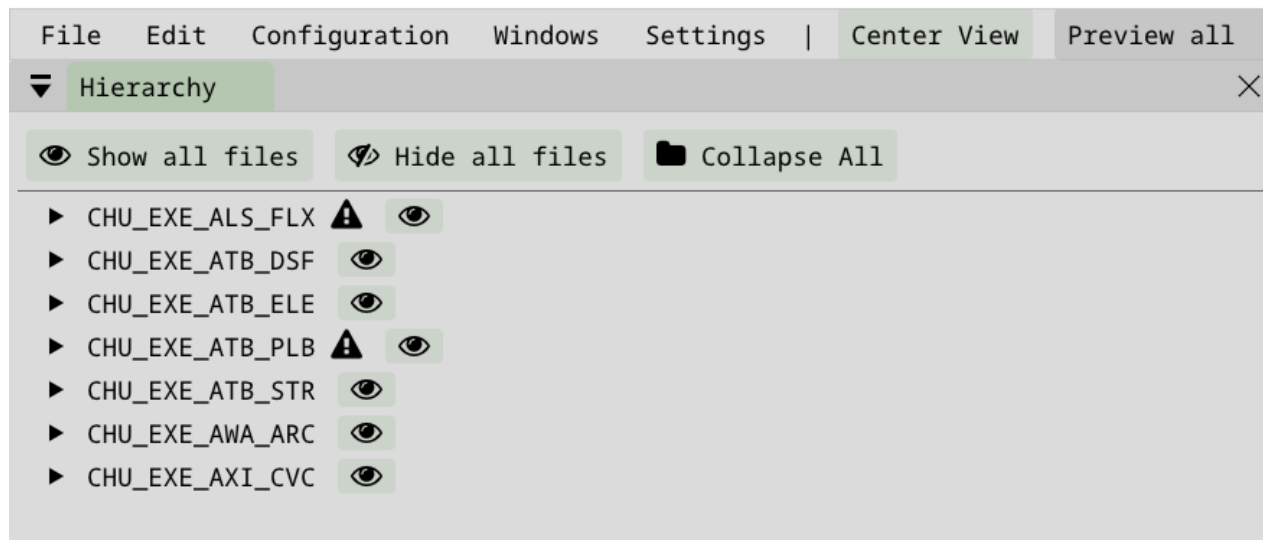 File Edit Configuration Windows Settings | Center View Preview all
Hierarchy
Show all files Hide all files Collapse All
CHU_EXE_ALS_FLX
CHU_EXE_ATB_DSF
CHU_EXE_ATB_ELE
CHU_EXE_ATB_PLB
CHU_EXE_ATB_STR
CHU_EXE_AWA_ARC
CHU_EXE_AXI_CVC